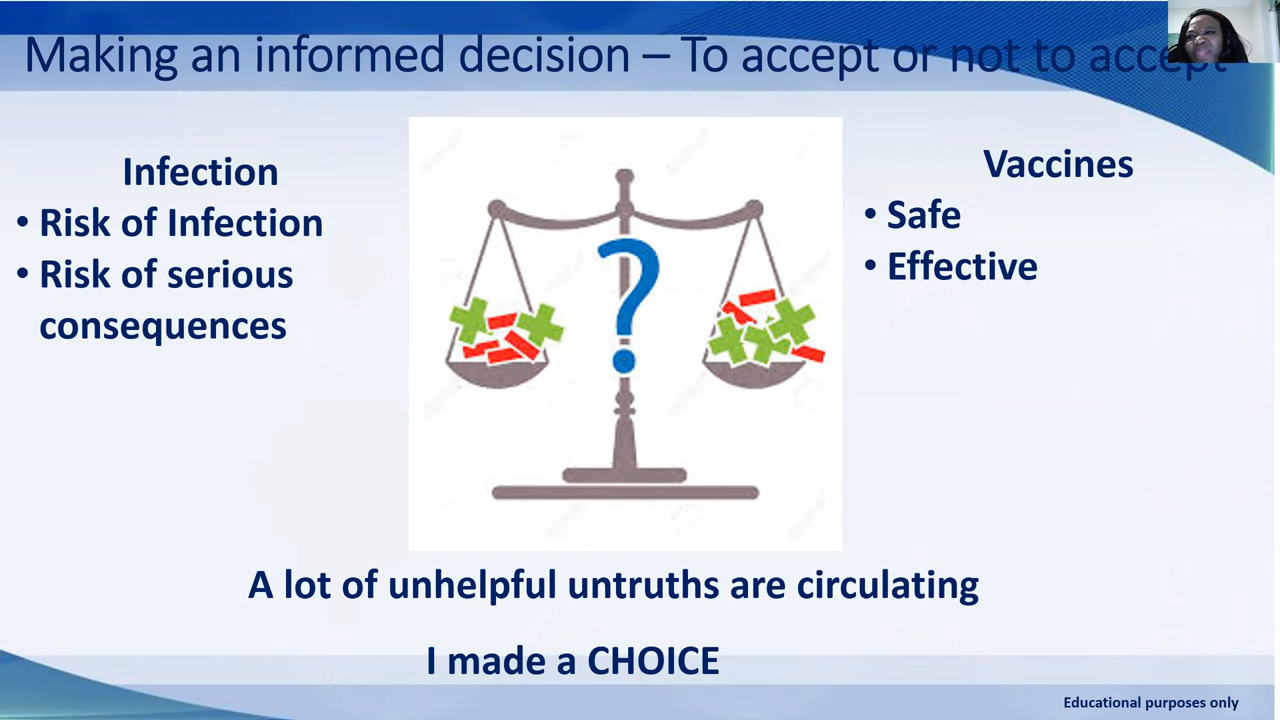 Making an informed decision – To accept or not to accept
Infection
• Risk of Infection
• Risk of serious
consequences
?
Vaccines
• Safe
• Effective
A lot of unhelpful untruths are circulating
I made a CHOICE
Educational purposes only